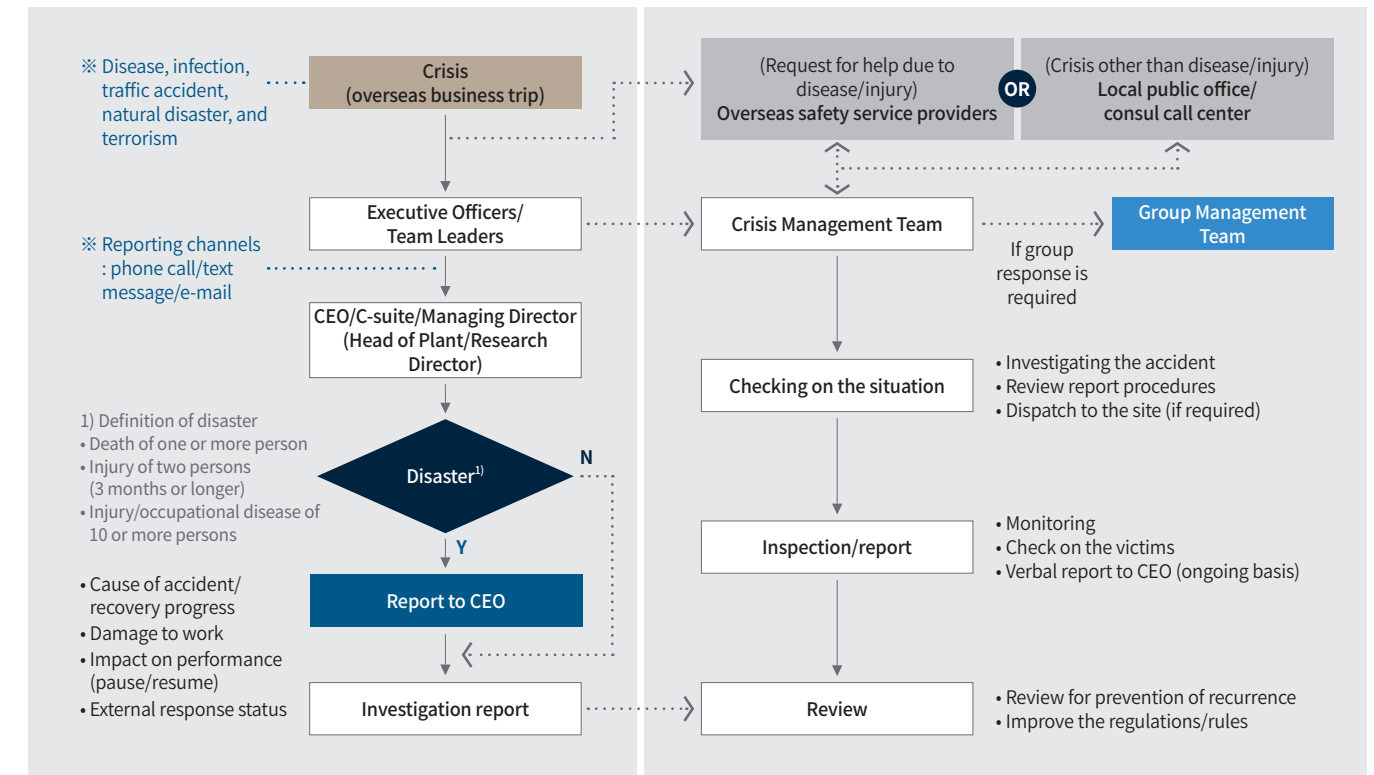 ※ Disease, infection,
traffic accident,
natural disaster, and
terrorism
Crisis
(overseas business trip)
(Request for help due to
disease/injury)
Overseas safety service providers
OR
(Crisis other than disease/injury)
Local public office/
consul call center
Executive Officers/
Team Leaders
Crisis Management Team
Group Management
Team
If group
response is
required
※ Reporting channels
: phone call/text
message/e-mail
CEO/C-suite/Managing Director
(Head of Plant/Research
Director)
Checking on the situation
• Investigating the accident
• Review report procedures
• Dispatch to the site (if required)
1) Definition of disaster
• Death of one or more person
• Injury of two persons
(3 months or longer)
• Injury/occupational disease of
10 or more persons
Disaster1)
N
Y
Inspection/report
• Monitoring
• Check on the victims
• Verbal report to CEO (ongoing basis)
• Cause of accident/
recovery progress
• Damage to work
• Impact on performance
(pause/resume)
• External response status
Report to CEO
Investigation report
Review
• Review for prevention of recurrence
• Improve the regulations/rules